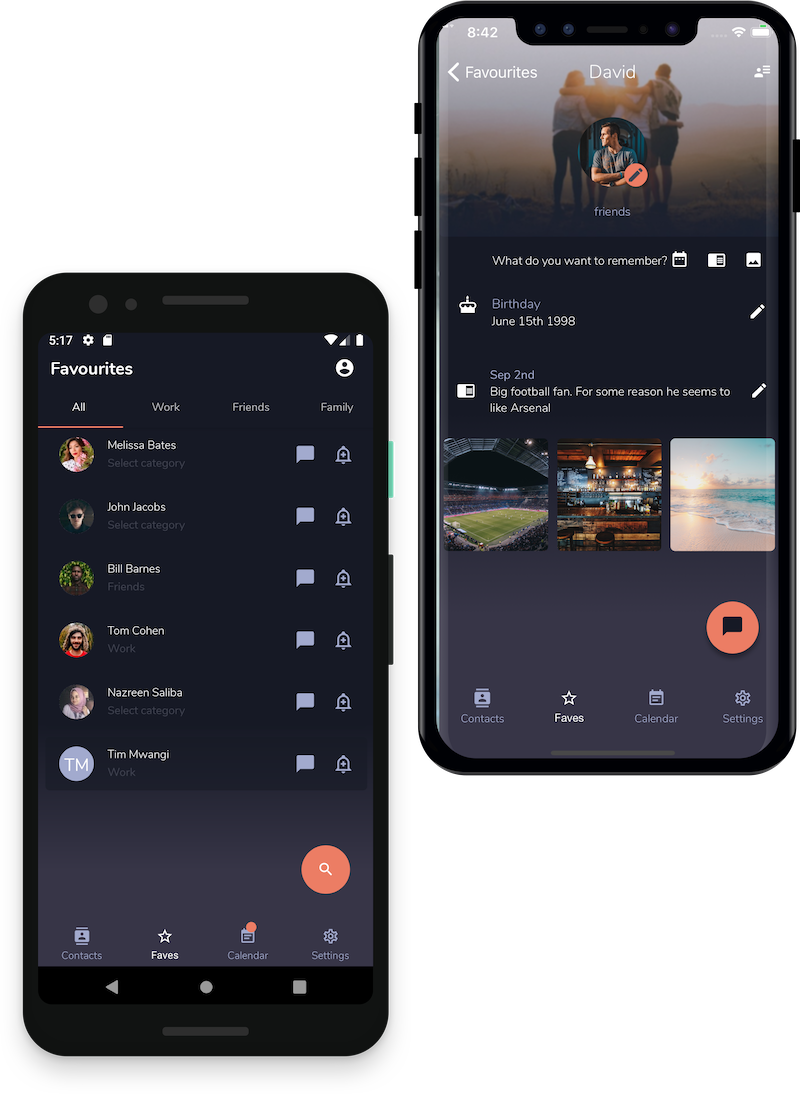 8:42
Favourites
David
friends
What do you want to remember?
Birthday
June 15th 1998
Sep 2nd
Big football fan. For some reason he seems to
like Arsenal
Contacts
Faves
Calendar
Settings
5:17
Favourites
All
Work
Friends
Family
Melissa Bates
Select category
John Jacobs
Select category
Bill Barnes
Friends
Tom Cohen
Work
Nazreen Saliba
Select category
TM
Tim Mwangi
Work
Contacts
Faves
Calendar
Settings